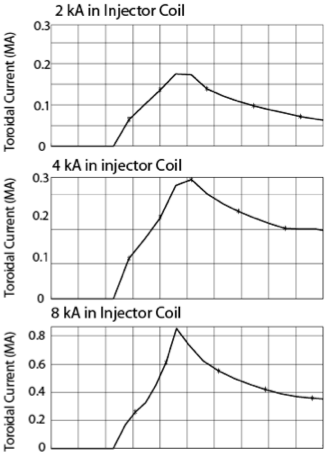 2 kA in Injector Coil
Toroidal Current (MA)
0.3
0.2
0.1
0
4 kA in injector Coil
Toroidal Current (MA)
0.3
0.2
0.1
0
8 kA in Injector Coil
Toroidal Current (MA)
0.8
0.6
0.4
0.2
0